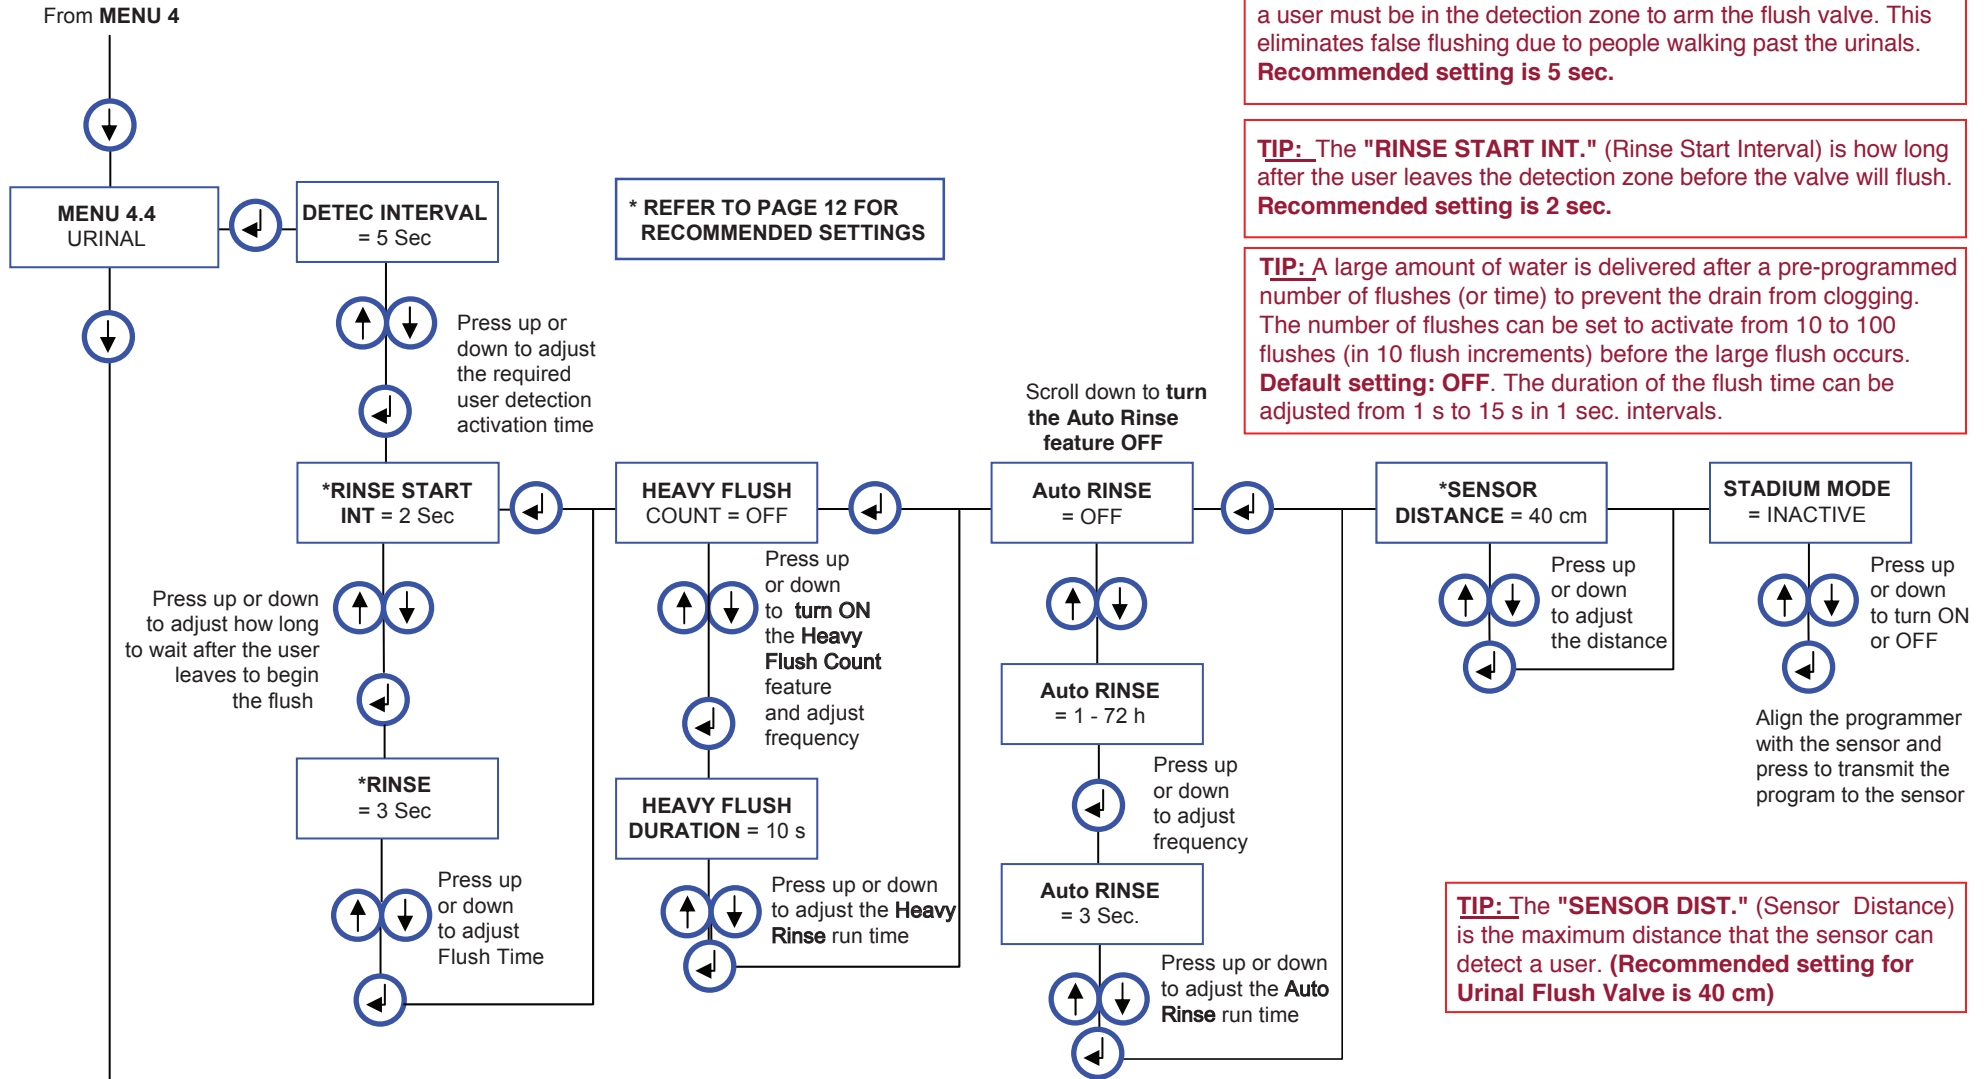 From MENU 4
a user must be in the detection zone to arm the flush valve. This
eliminates false flushing due to people walking past the urinals.
Recommended setting is 5 sec.
TIP: The "RINSE START INT." (Rinse Start Interval) is how long
after the user leaves the detection zone before the valve will flush.
Recommended setting is 2 sec.
TIP: A large amount of water is delivered after a pre-programmed
number of flushes (or time) to prevent the drain from clogging.
The number of flushes can be set to activate from 10 to 100
flushes (in 10 flush increments) before the large flush occurs.
Default setting: OFF. The duration of the flush time can be
adjusted from 1 s to 15 s in 1 sec. intervals.
MENU 4.4
URINAL
DETEC INTERVAL
= 5 Sec
* REFER TO PAGE 12 FOR
RECOMMENDED SETTINGS
Press up or
down to adjust
the required
user detection
activation time
Scroll down to turn
the Auto Rinse
feature OFF
*RINSE START
INT = 2 Sec
HEAVY FLUSH
COUNT = OFF
Auto RINSE
= OFF
*SENSOR
DISTANCE = 40 cm
STADIUM MODE
= INACTIVE
Press up or down
to adjust how long
to wait after the user
leaves to begin
the flush
Press up
or down
to turn ON
the Heavy
Flush Count
feature
and adjust
frequency
Press up
or down
to adjust
the distance
Press up
or down
to turn ON
or OFF
Auto RINSE
= 1 - 72 h
Align the programmer
with the sensor and
press to transmit the
program to the sensor
*RINSE
= 3 Sec
HEAVY FLUSH
DURATION = 10 s
Press up
or down
to adjust
frequency
Press up
or down
to adjust
Flush Time
Press up or down
to adjust the Heavy
Rinse run time
Auto RINSE
= 3 Sec.
Press up or down
to adjust the Auto
Rinse run time
TIP: The "SENSOR DIST." (Sensor Distance)
is the maximum distance that the sensor can
detect a user. (Recommended setting for
Urinal Flush Valve is 40 cm)